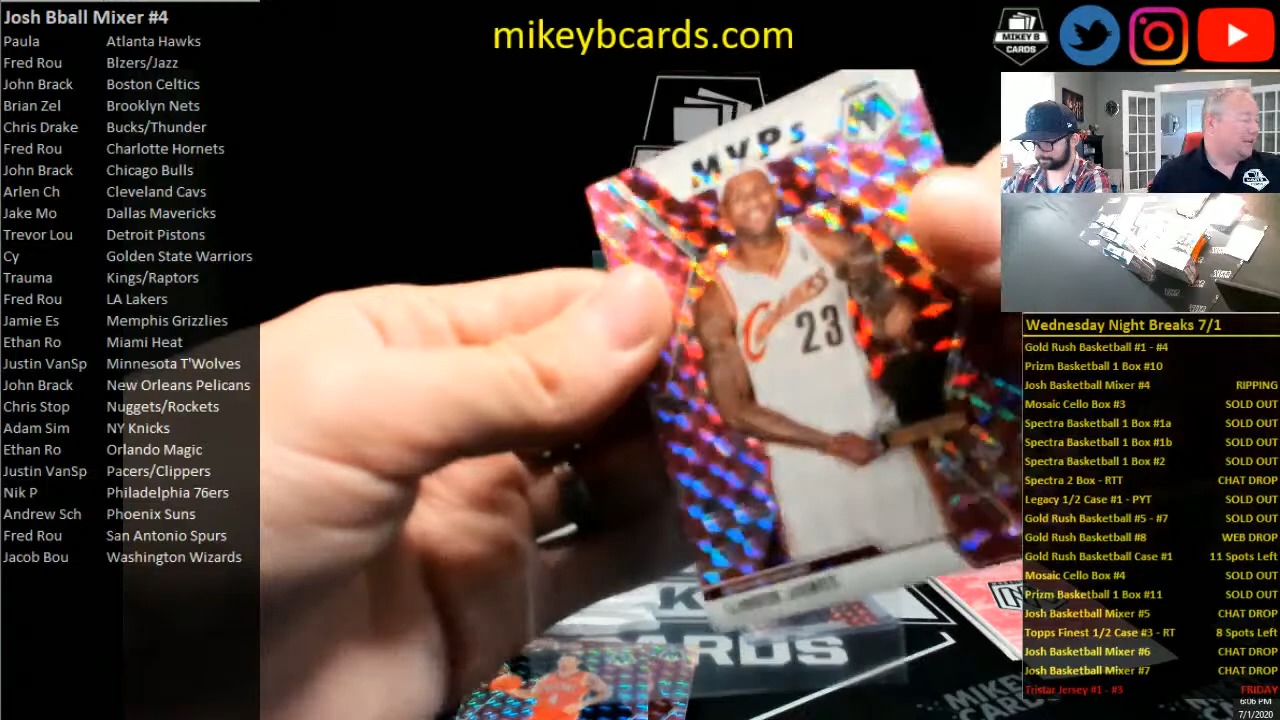 Josh Bball Mixer #4
Paula Atlanta Hawks
Fred Rou Blzers/Jazz
John Brack Boston Celtics
Brian Zel Brooklyn Nets
Chris Drake Bucks/Thunder
Fred Rou Charlotte Hornets
John Brack Chicago Bulls
Arlen Ch Cleveland Cavs
Jake Mo Dallas Mavericks
Trevor Lou Detroit Pistons
Cy Golden State Warriors
Trauma Kings/Raptors
Fred Rou LA Lakers
Jamie Es Memphis Grizzlies
Ethan Ro Miami Heat
Justin VanSp Minnesota T'Wolves
John Brack New Orleans Pelicans
Chris Stop Nuggets/Rockets
Adam Sim NY Knicks
Ethan Ro Orlando Magic
Justin VanSp Pacers/Clippers
Nik P Philadelphia 76ers
Andrew Sch Phoenix Suns
Fred Rou San Antonio Spurs
Jacob Bou Washington Wizards
mikeybcards.com
MIKEY B
CARDS
MVPs
Cavaliers
23
CARDS
Wednesday Night Breaks 7/1
Gold Rush Basketball #1 - #4
Prizm Basketball 1 Box #10
Josh Basketball Mixer #4 RIPPING
Mosaic Cello Box #3 SOLD OUT
Spectra Basketball 1 Box #1a SOLD OUT
Spectra Basketball 1 Box #1b SOLD OUT
Spectra Basketball 1 Box #2 SOLD OUT
Spectra 2 Box - RTT CHAT DROP
Legacy 1/2 Case #1 - PYT SOLD OUT
Gold Rush Basketball #5 - #7 SOLD OUT
Gold Rush Basketball #8 WEB DROP
Gold Rush Basketball Case #1 11 Spots Left
Mosaic Cello Box #4 SOLD OUT
Prizm Basketball 1 Box #11 SOLD OUT
Josh Basketball Mixer #5 CHAT DROP
Topps Finest 1/2 Case #3 - RT 8 Spots Left
Josh Basketball Mixer #6 CHAT DROP
Josh Basketball Mixer #7 CHAT DROP
Tristar Jersey #1 - #3 FRIDAY
6:06 PM
7/1/2020